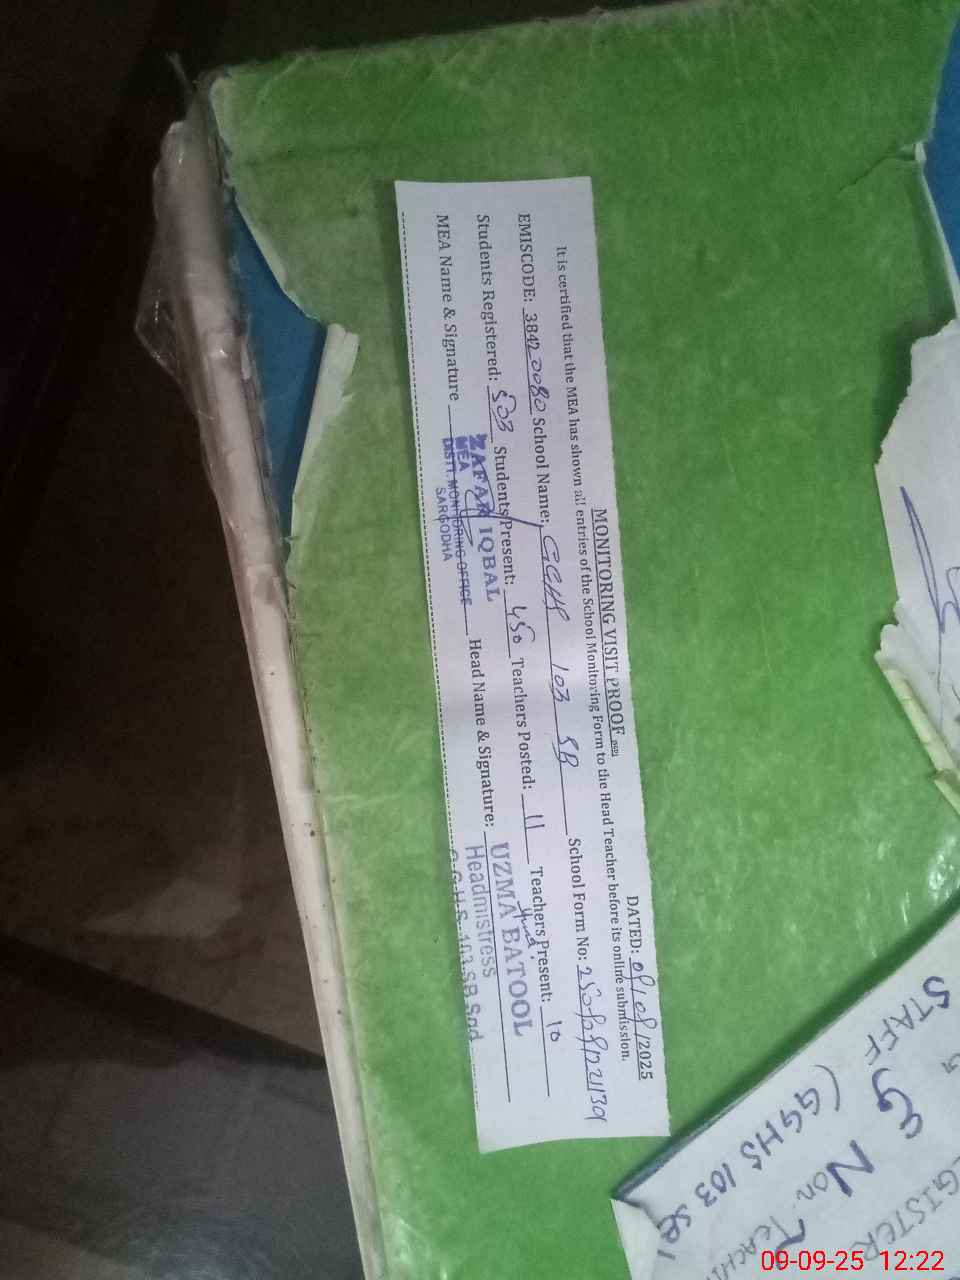 MONITORING VISIT PROOF
DATED: 09/09/2025
It is certified that the MEA has shown all entries of the School Monitoring Form to the Head Teacher before its online submission.
EMISCODE: 38420080 School Name: GGHS 103 SB School Form No:
Students Registered: 503 Students Present: 450 Teachers Posted: 11 Teachers Present: 10
MEA Name & Signature Head Name & Signature:
ZAFAR IQBAL
MEA
DISTT. MONITORING OFFICE
SARGODHA
UZMA BATOOL
Headmistress
G.G.H.S. 103 SB Sgd
Non Teachi
STAFF (GGHS 103 SB)
09-09-25 12:22